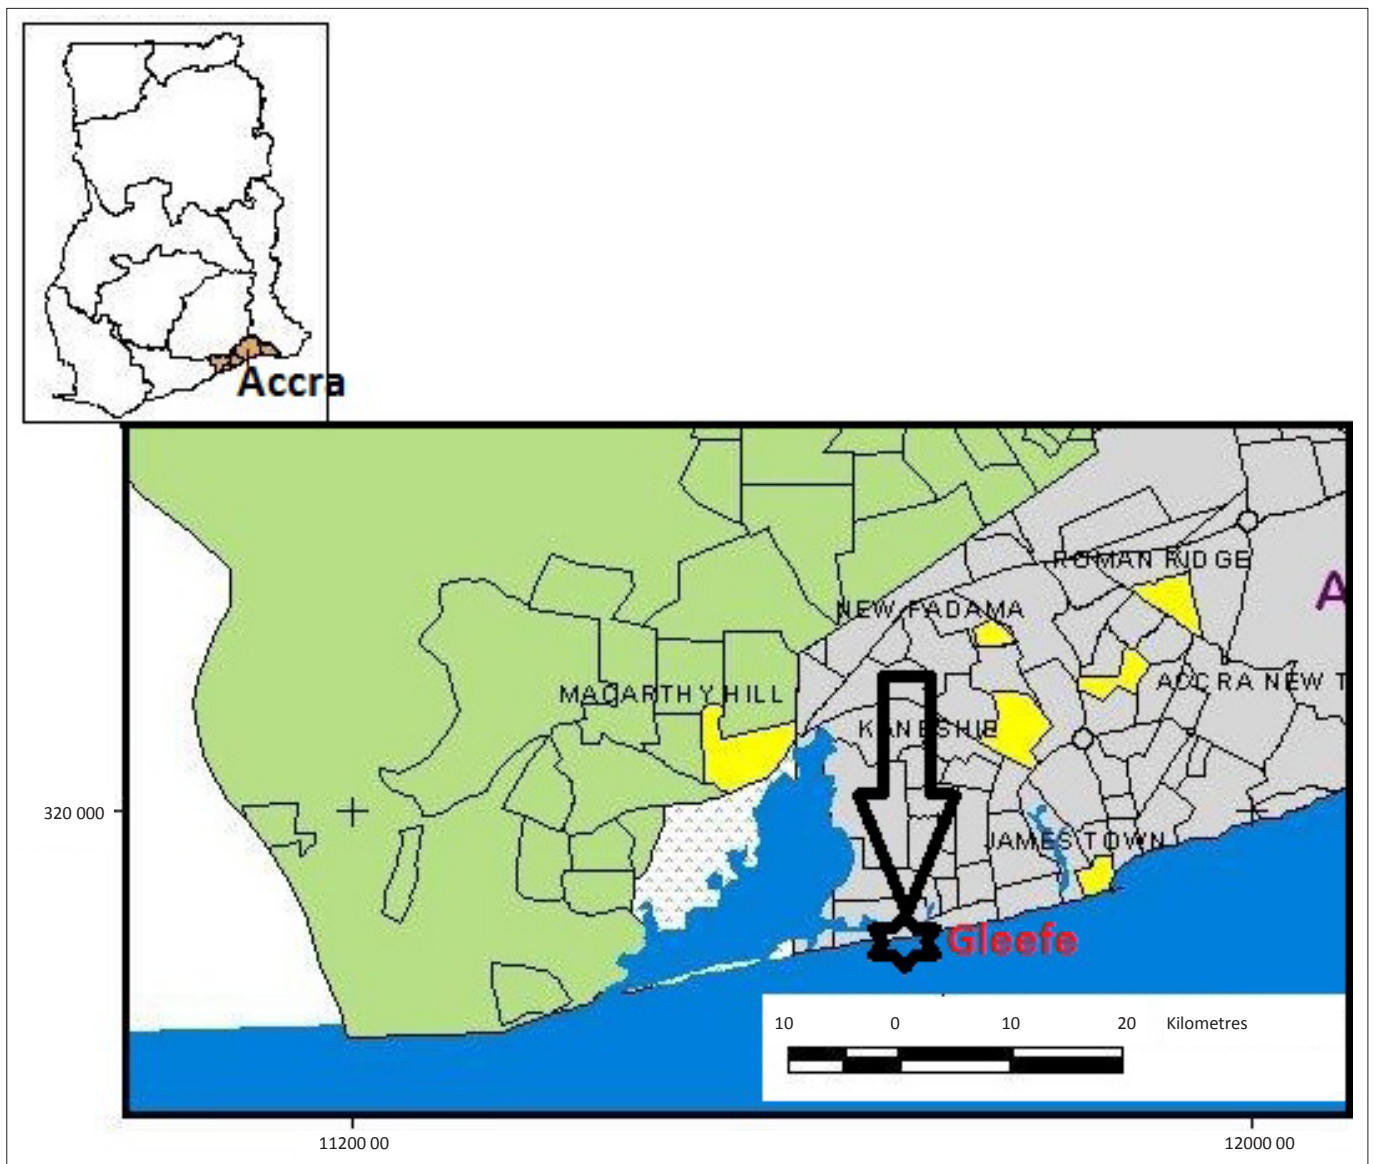 Accra
ROMAN RIDGE
A
NEW FADAMA
ACCRA NEW T
MACARTHY HILL
KANESHIE
320 000
JAMES TOWN
Gleefe
10 0 10 20 Kilometres
11200 00 12000 00